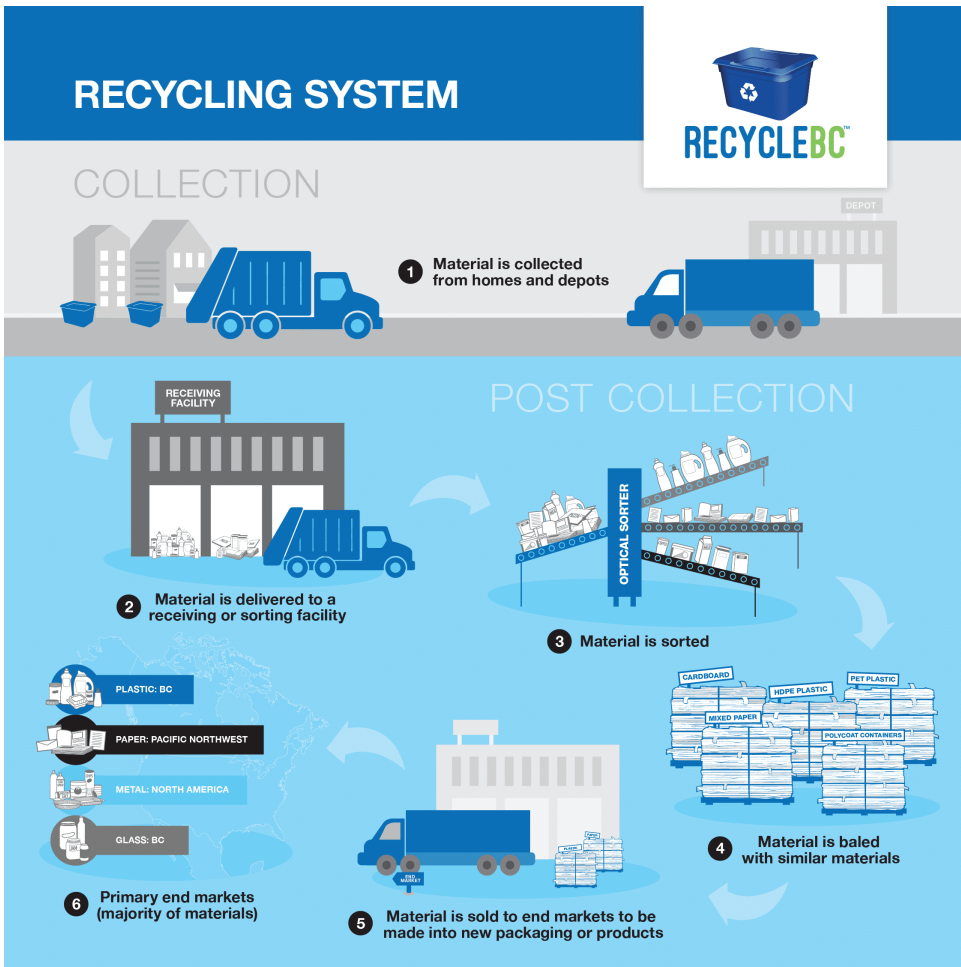 RECYCLING SYSTEM
RECYCLEBC™
COLLECTION
DEPOT
1 Material is collected
from homes and depots
RECEIVING
FACILITY
POST COLLECTION
OPTICAL SORTER
2 Material is delivered to a
receiving or sorting facility
3 Material is sorted
CARDBOARD
HDPE PLASTIC
PET PLASTIC
MIXED PAPER
POLYCOAT CONTAINERS
4 Material is baled
with similar materials
PLASTIC
PAPER
END
MARKET
5 Material is sold to end markets to be
made into new packaging or products
PLASTIC: BC
PAPER: PACIFIC NORTHWEST
METAL: NORTH AMERICA
GLASS: BC
6 Primary end markets
(majority of materials)